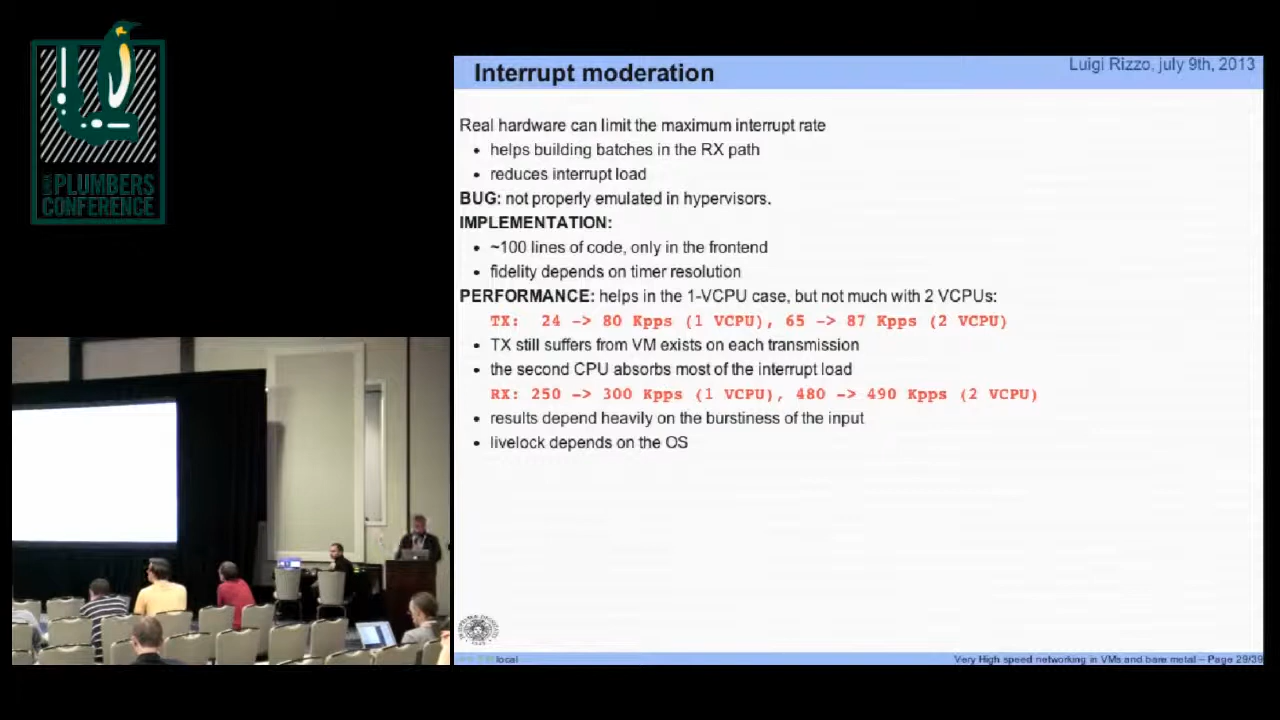 LINUX
PLUMBERS
CONFERENCE
Interrupt moderation
Luigi Rizzo, july 9th, 2013
Real hardware can limit the maximum interrupt rate
• helps building batches in the RX path
• reduces interrupt load
BUG: not properly emulated in hypervisors.
IMPLEMENTATION:
• ~100 lines of code, only in the frontend
• fidelity depends on timer resolution
PERFORMANCE: helps in the 1-VCPU case, but not much with 2 VCPUs:
TX: 24 -> 80 Kpps (1 VCPU), 65 -> 87 Kpps (2 VCPU)
• TX still suffers from VM exists on each transmission
• the second CPU absorbs most of the interrupt load
RX: 250 -> 300 Kpps (1 VCPU), 480 -> 490 Kpps (2 VCPU)
• results depend heavily on the burstiness of the input
• livelock depends on the OS
local
Very High speed networking in VMs and bare metal – Page 29/39